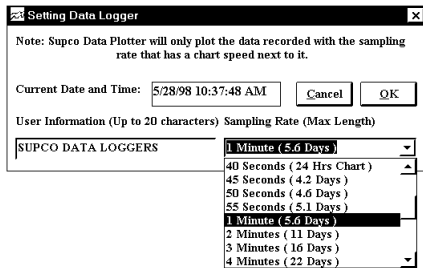 Setting Data Logger
Note: Supco Data Plotter will only plot the data recorded with the sampling
rate that has a chart speed next to it.
Current Date and Time: 5/28/98 10:37:48 AM Cancel OK
User Information (Up to 20 characters) Sampling Rate (Max Length)
SUPCO DATA LOGGERS 1 Minute ( 5.6 Days )
40 Seconds ( 24 Hrs Chart )
45 Seconds ( 4.2 Days )
50 Seconds ( 4.6 Days )
55 Seconds ( 5.1 Days )
1 Minute ( 5.6 Days )
2 Minutes ( 11 Days )
3 Minutes ( 16 Days )
4 Minutes ( 22 Days )